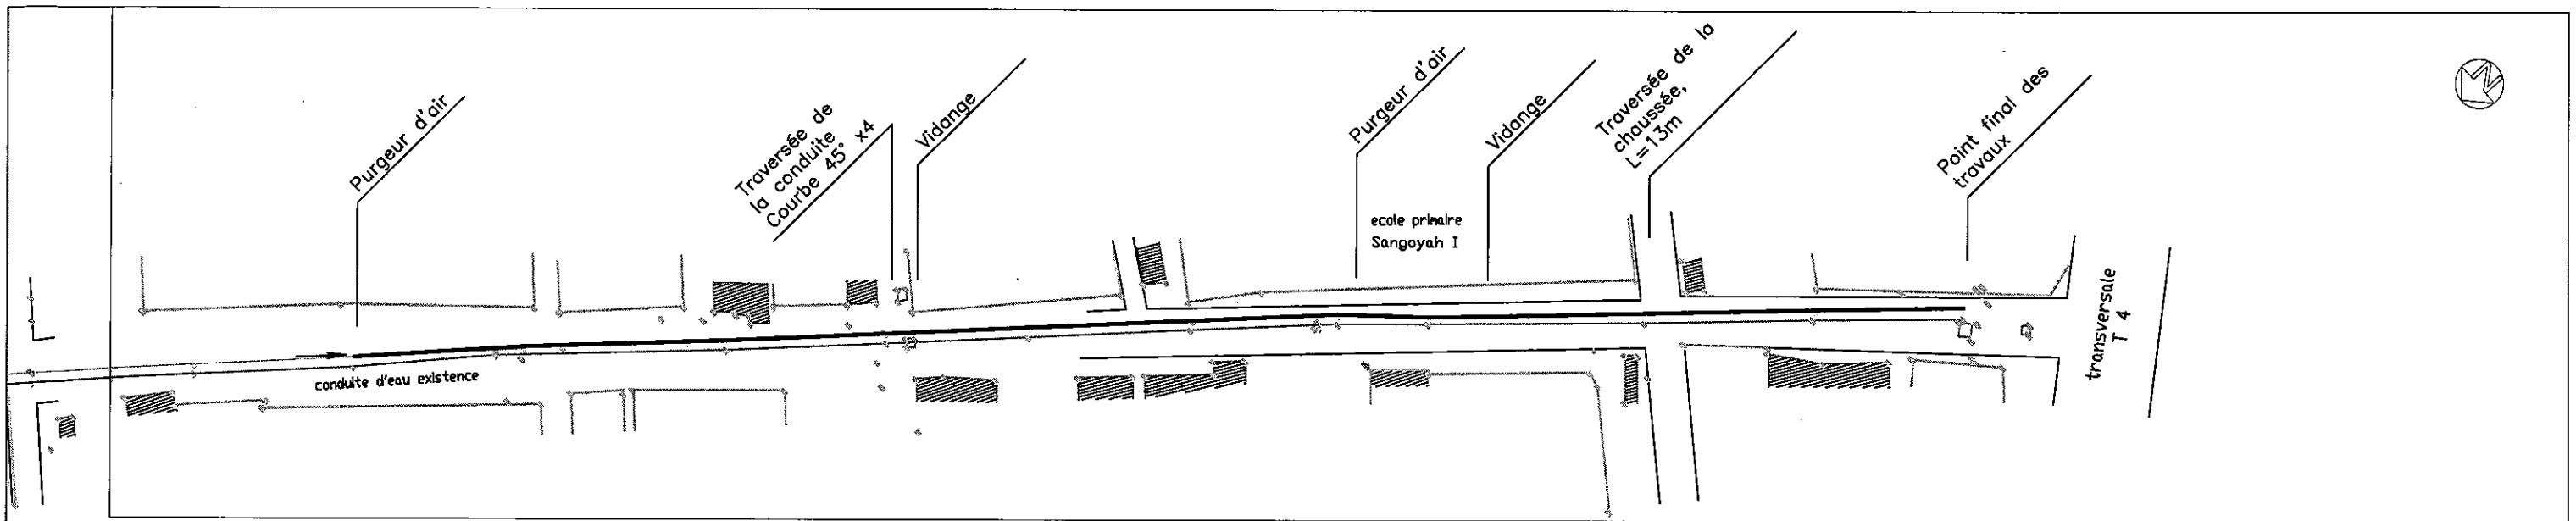 Purgeur d'air
Traversée de
la conduite
Courbe 45° x4
Vidange
Purgeur d'air
Vidange
Traversée de la
chaussée,
L=13m
Point final des
travaux
ecole primaire
Sangoyah I
conduite d'eau existence
transversale
T 4